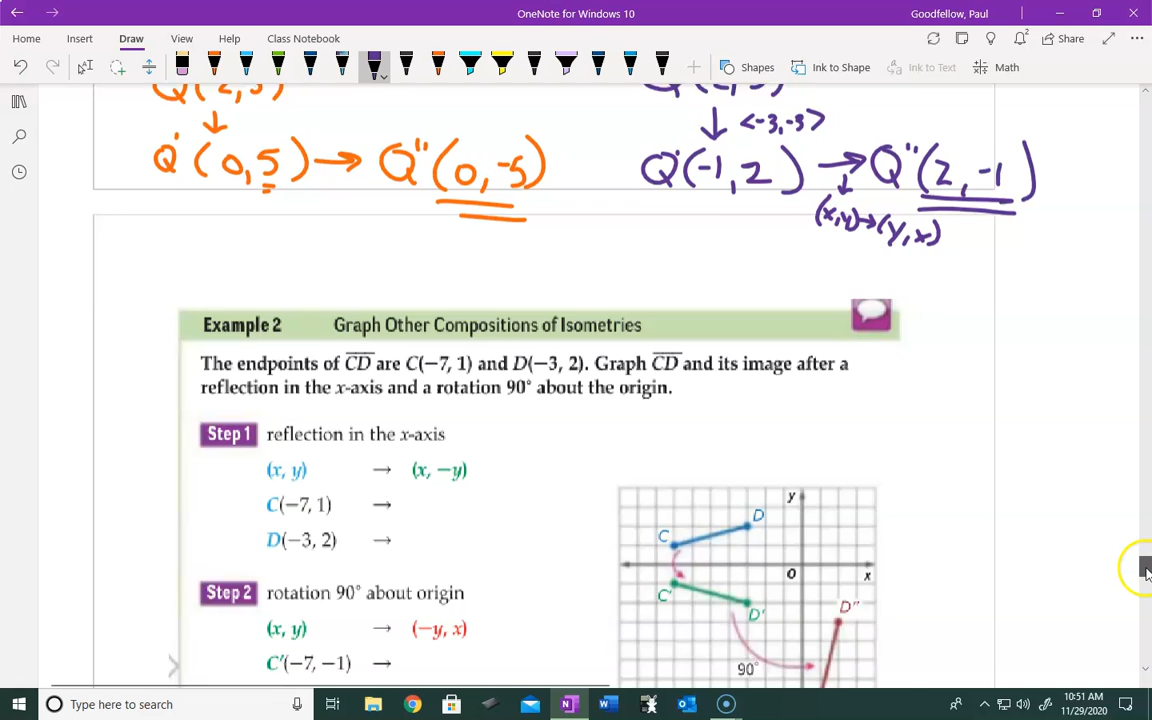 OneNote for Windows 10
Goodfellow, Paul
Home Insert Draw View Help Class Notebook
Share
Shapes Ink to Shape Ink to Text Math
Q(2,5)
Q'(0,5) → Q"(0,-5)
↓ <-3,-3>
Q'(-1,2) → Q"(2,-1)
(x,y)→(y,x)
Example 2 Graph Other Compositions of Isometries
The endpoints of CD are C(−7, 1) and D(−3, 2). Graph CD and its image after a
reflection in the x-axis and a rotation 90° about the origin.
Step 1 reflection in the x-axis
(x, y) → (x, −y)
C(−7, 1) →
D(−3, 2) →
Step 2 rotation 90° about origin
(x, y) → (−y, x)
C′(−7, −1) →
y
D
C
O
x
C'
D'
D"
90°
Type here to search
10:51 AM
11/29/2020